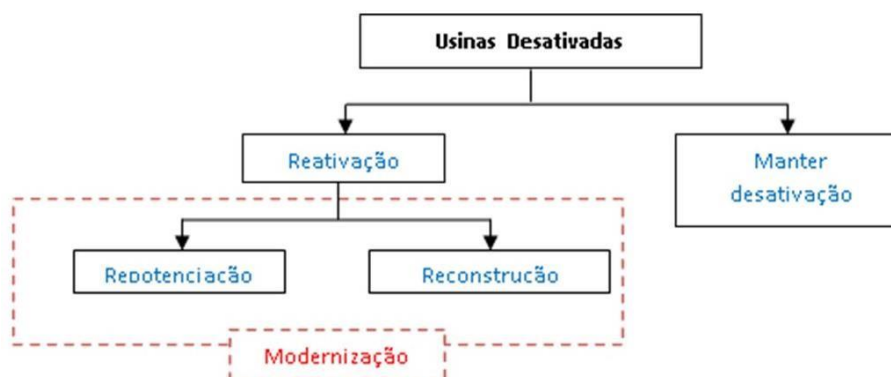 Usinas Desativadas
Reativação
Manter
desativação
Repotenciação
Reconstrução
Modernização